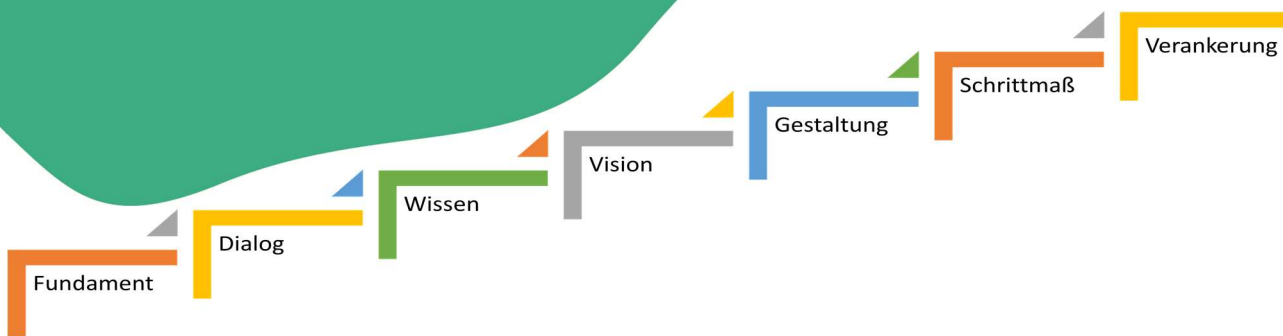 Fundament
Dialog
Wissen
Vision
Gestaltung
Schrittmaß
Verankerung